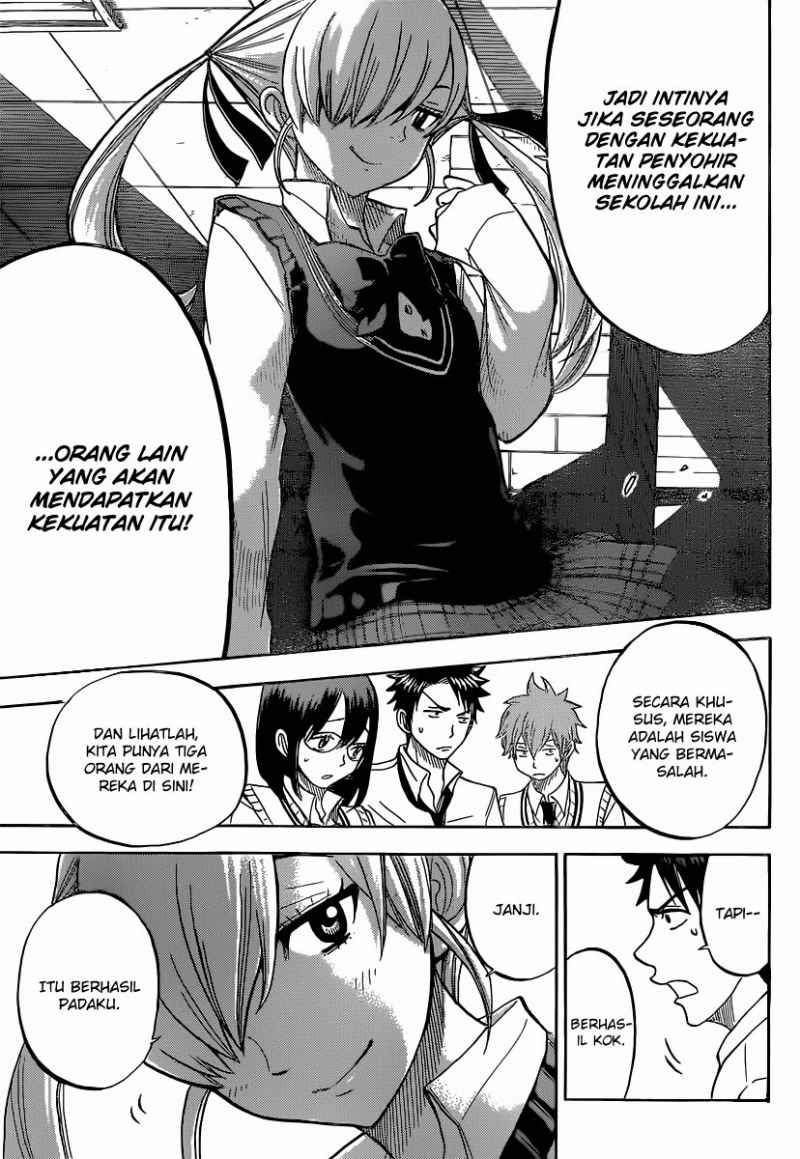 JADI INTINYA
JIKA SESEORANG
DENGAN KEKUA-
TAN PENYOHIR
MENINGGALKAN
SEKOLAH INI...
...ORANG LAIN
YANG AKAN
MENDAPATKAN
KEKUATAN ITU!
SECARA KHU-
SUS, MEREKA
ADALAH SISWA
YANG BERMA-
SALAH.
DAN LIHATLAH,
KITA PUNYA TIGA
ORANG DARI ME-
REKA DI SINI!
TAPI--
BERHAS-
IL KOK.
JANJI.
ITU BERHASIL
PADAKU.